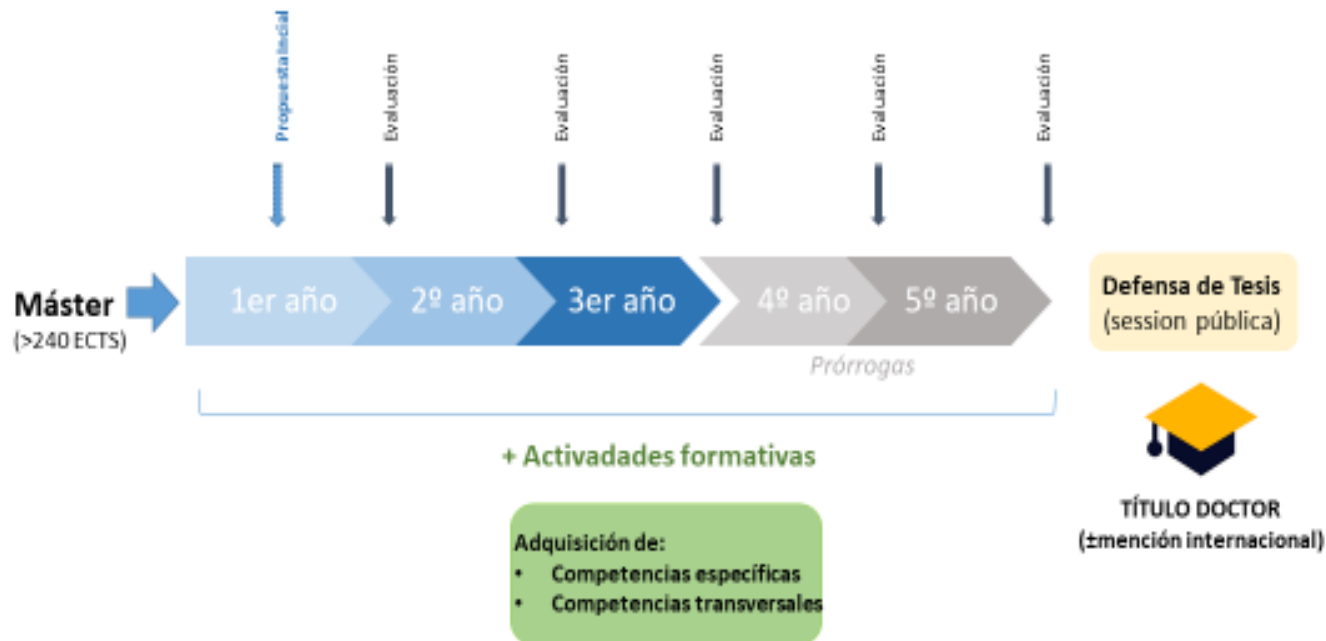 Propuesta incial
Evaluación
Evaluación
Evaluación
Evaluación
Evaluación
Máster
(>240 ECTS)
1er año
2º año
3er año
4º año
5º año
Prórrogas
Defensa de Tesis
(session pública)
+ Activadades formativas
TÍTULO DOCTOR
(±mención internacional)
Adquisición de:
• Competencias específicas
• Competencias transversales